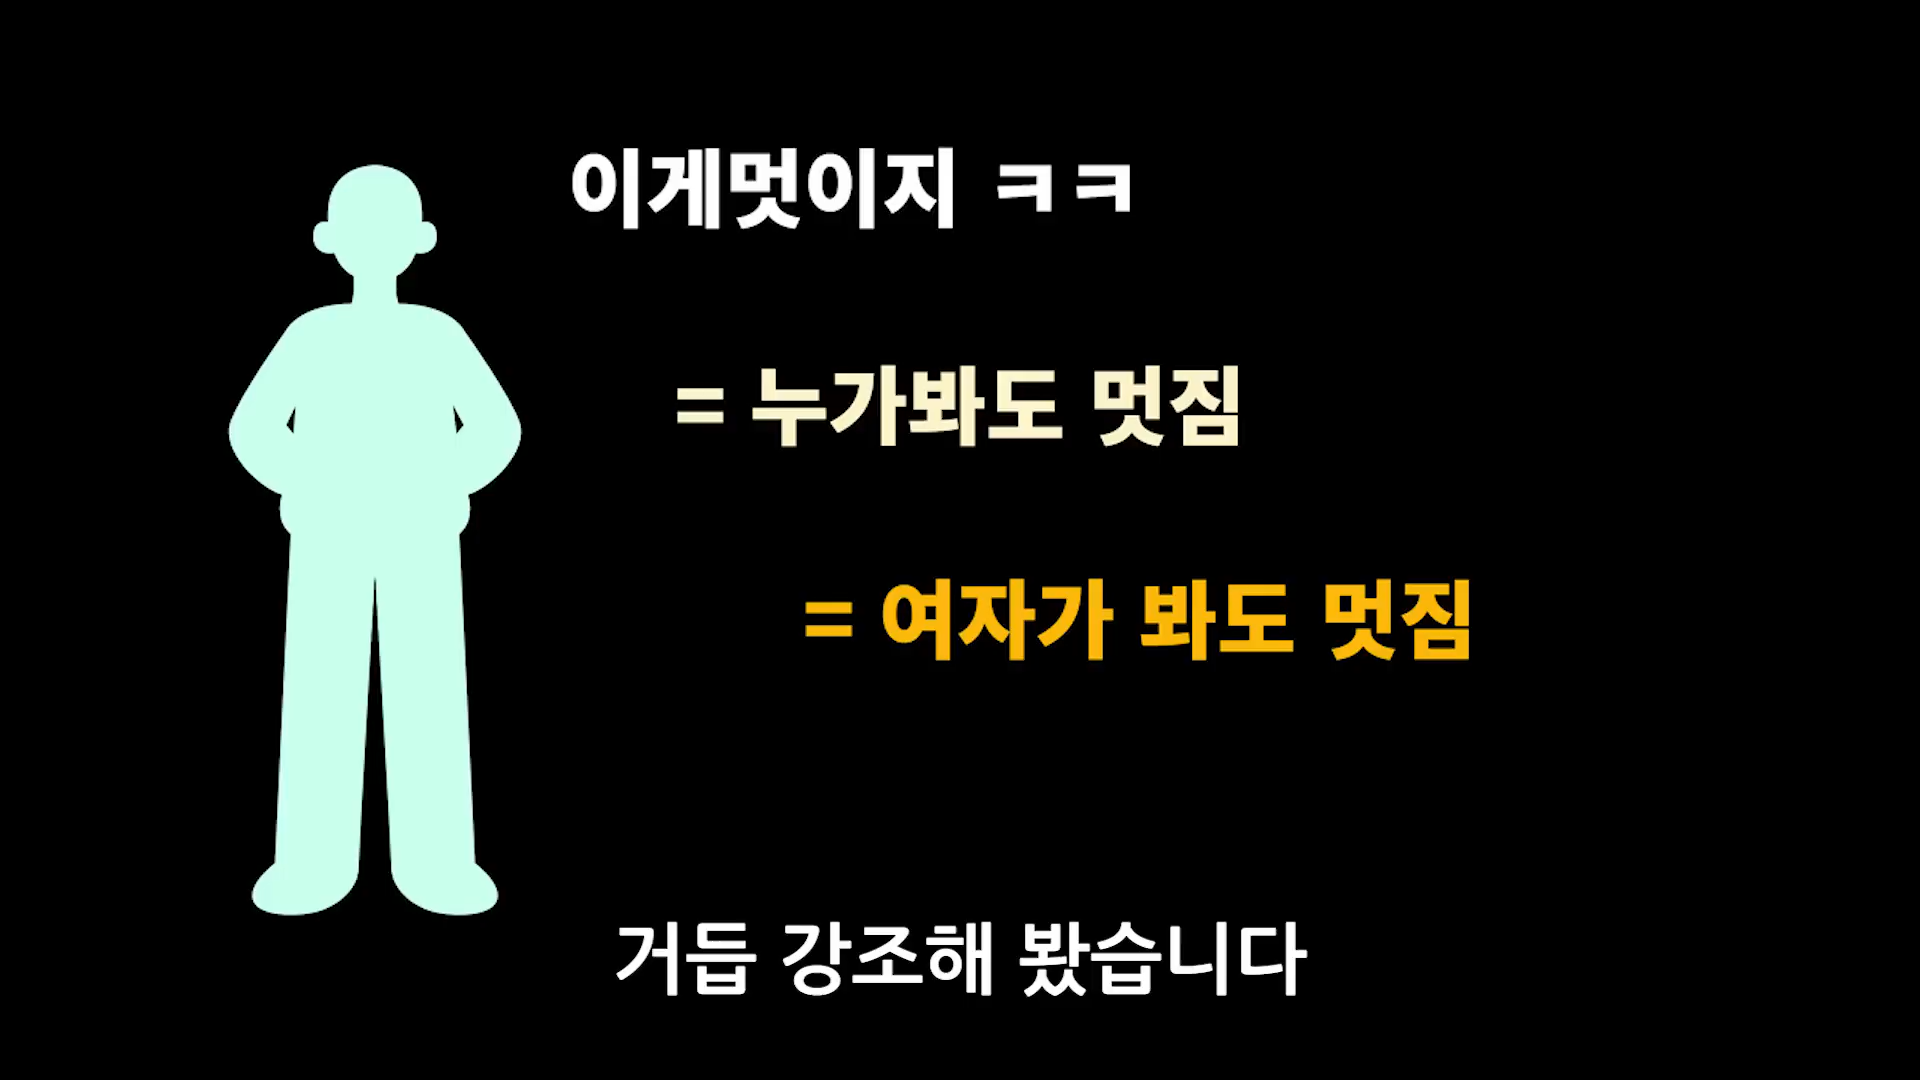 이게멋이지 ㅋㅋ
= 누가봐도 멋짐
= 여자가 봐도 멋짐
거듭 강조해 봤습니다